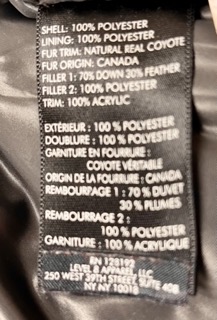 SHELL: 100% POLYESTER
LINING: 100% POLYESTER
FUR TRIM: NATURAL REAL COYOTE
FUR ORIGIN: CANADA
FILLER 1: 70% DOWN 30% FEATHER
FILLER 2: 100% POLYESTER
TRIM: 100% ACRYLIC
EXTÉRIEUR: 100% POLYESTER
DOUBLURE: 100% POLYESTER
GARNITURE EN FOURRURE:
COYOTE VÉRITABLE
ORIGIN DE LA FOURRURE: CANADA
REMBOURPAGE 1: 70% DUVET
30% PLUMES
REMBOURRAGE 2:
100% POLYESTER
GARNITURE: 100% ACRYLIQUE
RN 128192
LEVEL 8 APPAREL, LLC
250 WEST 39TH STREET, SUITE 408
NY NY 10018